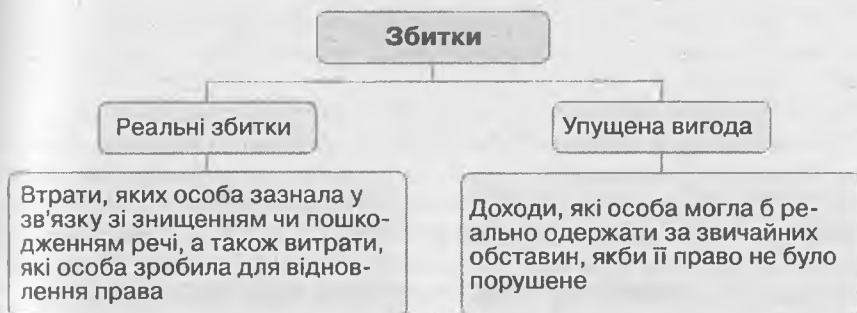 Збитки
Реальні збитки
Упущена вигода
Втрати, яких особа зазнала у
зв'язку зі знищенням чи пошко-
дженням речі, а також витрати,
які особа зробила для віднов-
лення права
Доходи, які особа могла б ре-
ально одержати за звичайних
обставин, якби її право не було
порушене